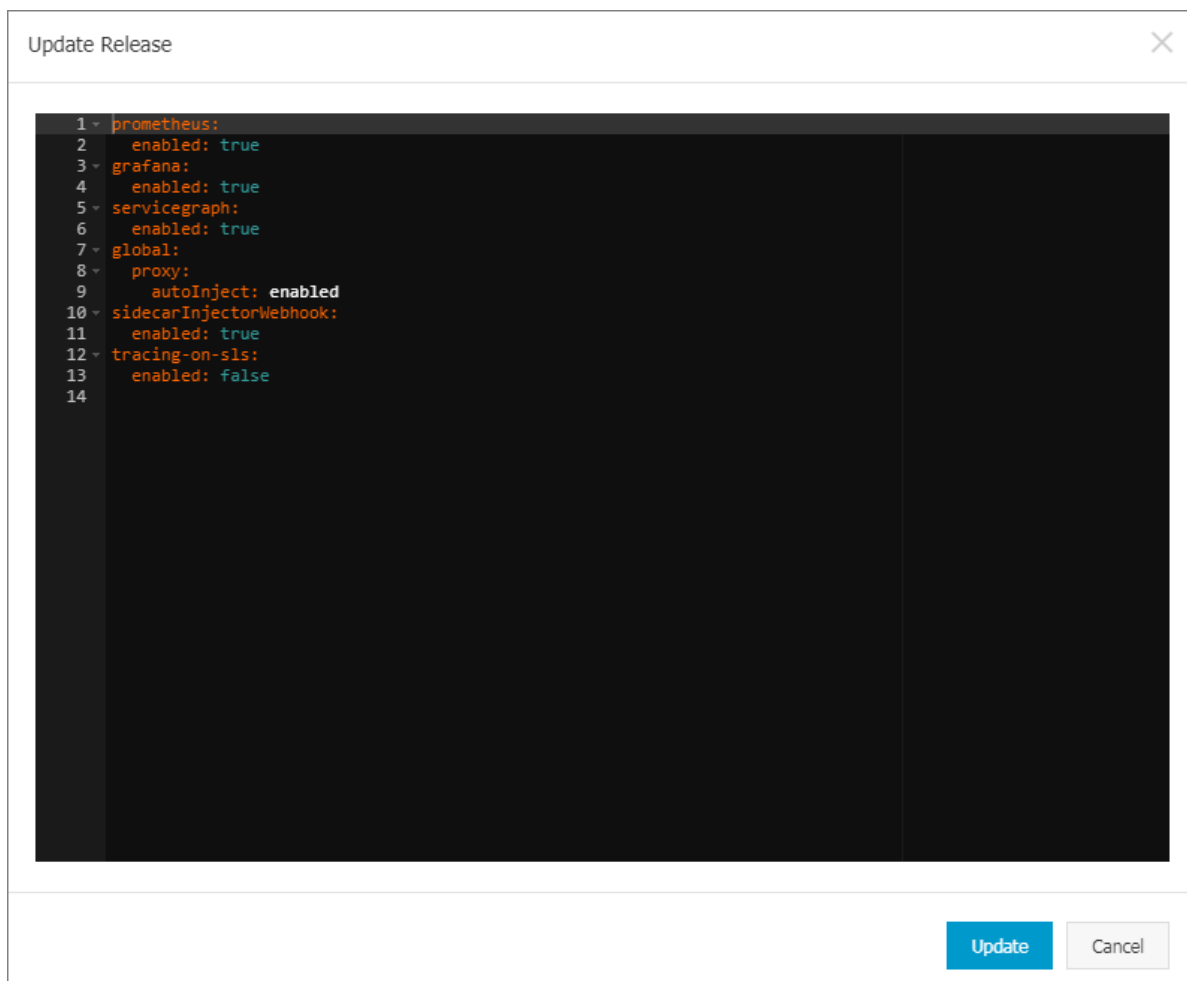 Update Release
1 prometheus:
2   enabled: true
3 grafana:
4   enabled: true
5 servicegraph:
6   enabled: true
7 global:
8   proxy:
9     autoInject: enabled
10 sidecarInjectorWebhook:
11   enabled: true
12 tracing-on-sls:
13   enabled: false
14
Update Cancel